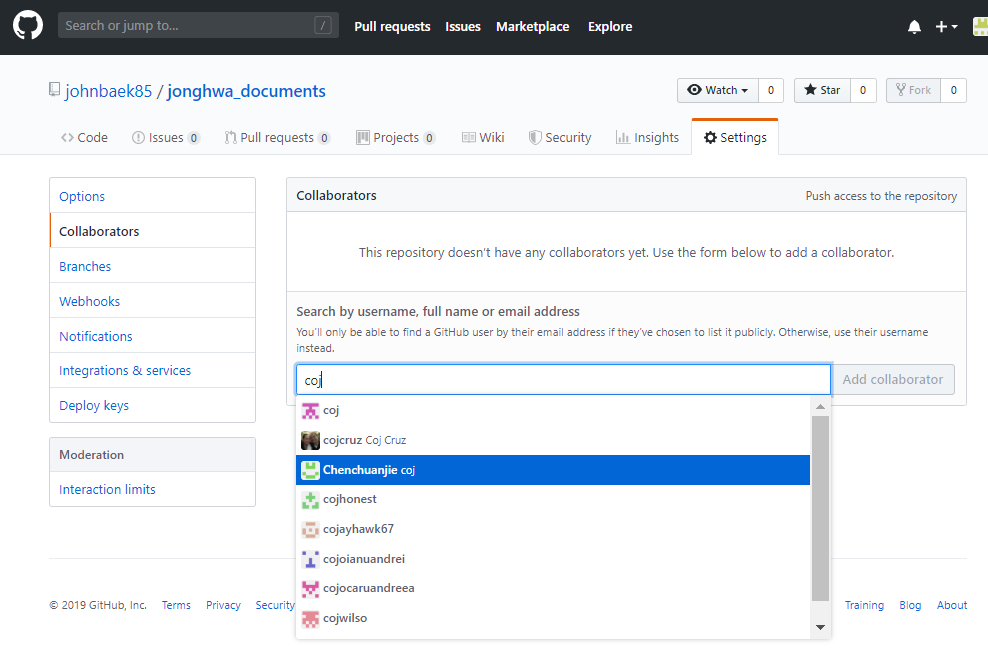 Search or jump to... /
Pull requests Issues Marketplace Explore
johnbaek85 / jonghwa_documents
Watch 0 Star 0 Fork 0
Code Issues 0 Pull requests 0 Projects 0 Wiki Security Insights Settings
Options
Collaborators
Branches
Webhooks
Notifications
Integrations & services
Deploy keys
Moderation
Interaction limits
Collaborators Push access to the repository
This repository doesn't have any collaborators yet. Use the form below to add a collaborator.
Search by username, full name or email address
You'll only be able to find a GitHub user by their email address if they've chosen to list it publicly. Otherwise, use their username
instead.
coj Add collaborator
coj
cojcruz Coj Cruz
Chenchuanjie coj
cojhonest
cojayhawk67
cojoianuandrei
cojocaruandreea
cojwilso
© 2019 GitHub, Inc. Terms Privacy Security Training Blog About